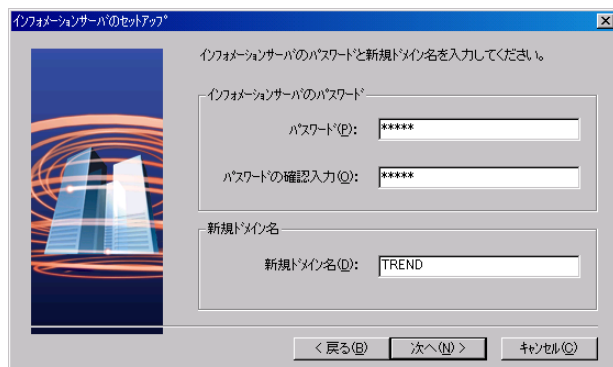 インフォメーションサーバのセットアップ
インフォメーションサーバのパスワードと新規ドメイン名を入力してください。
インフォメーションサーバのパスワード
パスワード(P): *****
パスワードの確認入力(O): *****
新規ドメイン名
新規ドメイン名(D): TREND
< 戻る(B) 次へ(N) > キャンセル(C)